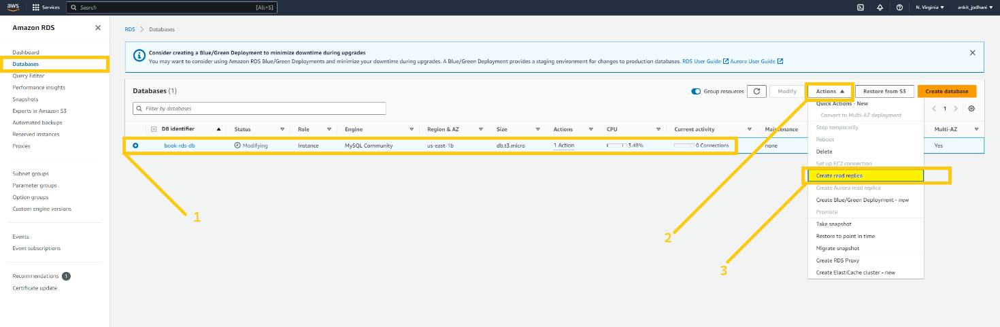 aws
Services
Search
[Alt+S]
N. Virginia
ankit_jodhani
Amazon RDS
Dashboard
Databases
Query Editor
Performance insights
Snapshots
Exports in Amazon S3
Automated backups
Reserved instances
Proxies
Subnet groups
Parameter groups
Option groups
Custom engine versions
Events
Event subscriptions
Recommendations 1
Certificate update
RDS > Databases
Consider creating a Blue/Green Deployment to minimize downtime during upgrades
You may want to consider using Amazon RDS Blue/Green Deployments and minimize your downtime during upgrades. A Blue/Green Deployment provides a staging environment for changes to production databases. RDS User Guide Aurora User Guide
Databases (1)
Group resources
Modify
Actions
Restore from S3
Create database
Filter by databases
1
DB identifier Status Role Engine Region & AZ Size Actions CPU Current activity Maintenance Multi-AZ
book-rds-db Modifying Instance MySQL Community us-east-1b db.t3.micro 1 Action 3.48% 0 Connections none Yes
Quick Actions - New
Convert to Multi-AZ deployment
Stop temporarily
Reboot
Delete
Set up EC2 connection
Create read replica
Create Aurora read replica
Create Blue/Green Deployment - new
Promote
Take snapshot
Restore to point in time
Migrate snapshot
Create RDS Proxy
Create ElastiCache cluster - new
1
2
3